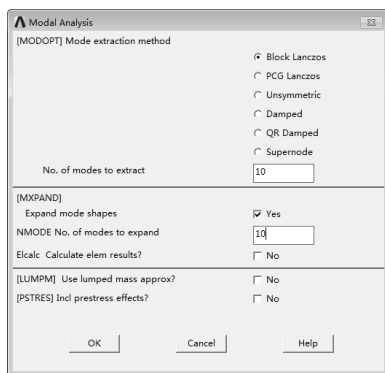 Modal Analysis
[MODOPT] Mode extraction method
Block Lanczos
PCG Lanczos
Unsymmetric
Damped
QR Damped
Supernode
No. of modes to extract 10
[MXPAND]
Expand mode shapes Yes
NMODE No. of modes to expand 10
Elcalc Calculate elem results? No
[LUMPM] Use lumped mass approx? No
[PSTRES] Incl prestress effects? No
OK Cancel Help